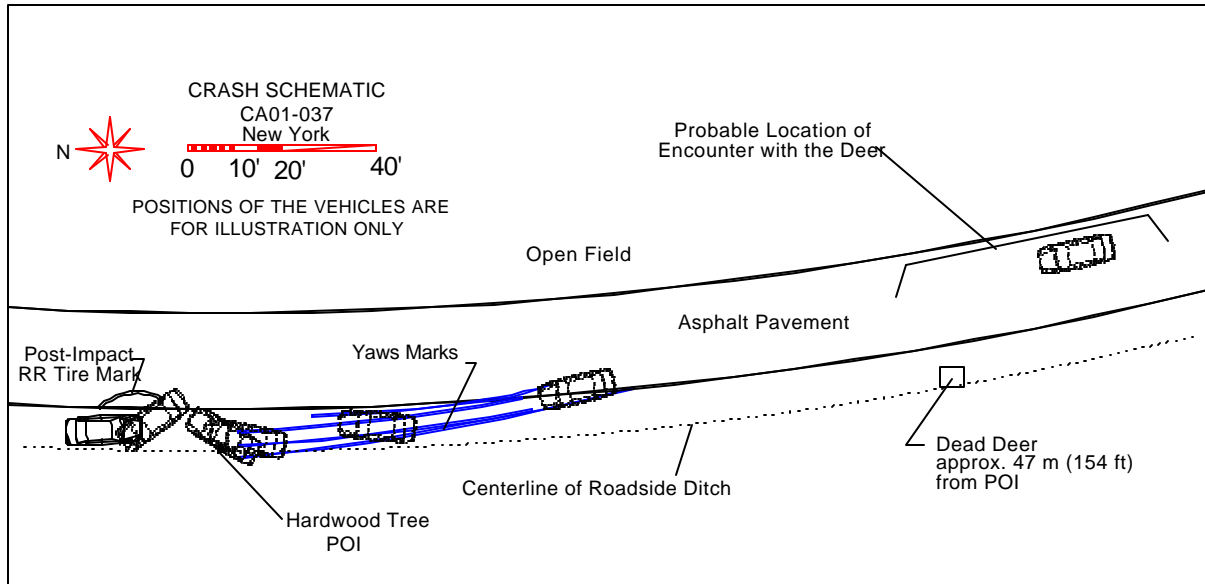 CRASH SCHEMATIC
CA01-037
New York
N
0 10' 20' 40'
POSITIONS OF THE VEHICLES ARE
FOR ILLUSTRATION ONLY
Probable Location of
Encounter with the Deer
Open Field
Asphalt Pavement
Post-Impact
RR Tire Mark
Yaws Marks
Centerline of Roadside Ditch
Dead Deer
approx. 47 m (154 ft)
from POI
Hardwood Tree
POI